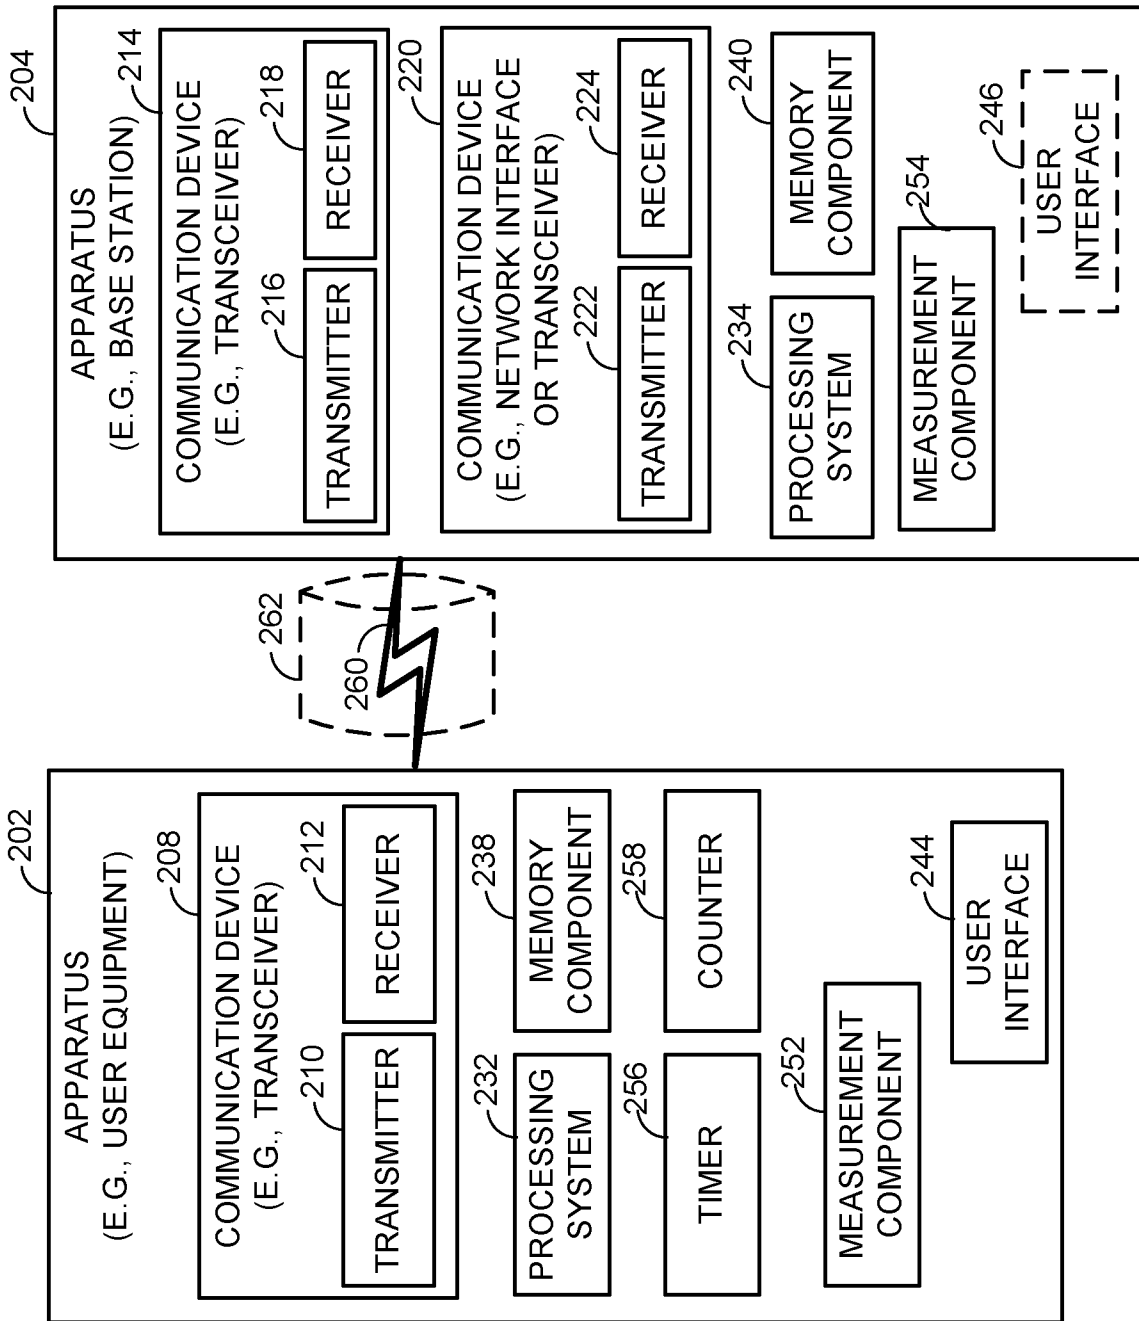 202
APPARATUS
(E.G., USER EQUIPMENT)
208
COMMUNICATION DEVICE
(E.G., TRANSCEIVER)
210
TRANSMITTER
212
RECEIVER
232
PROCESSING
SYSTEM
238
MEMORY
COMPONENT
256
TIMER
258
COUNTER
252
MEASUREMENT
COMPONENT
244
USER
INTERFACE
262
260
204
APPARATUS
(E.G., BASE STATION)
214
COMMUNICATION DEVICE
(E.G., TRANSCEIVER)
216
TRANSMITTER
218
RECEIVER
220
COMMUNICATION DEVICE
(E.G., NETWORK INTERFACE
OR TRANSCEIVER)
222
TRANSMITTER
224
RECEIVER
234
PROCESSING
SYSTEM
240
MEMORY
COMPONENT
254
MEASUREMENT
COMPONENT
246
USER
INTERFACE